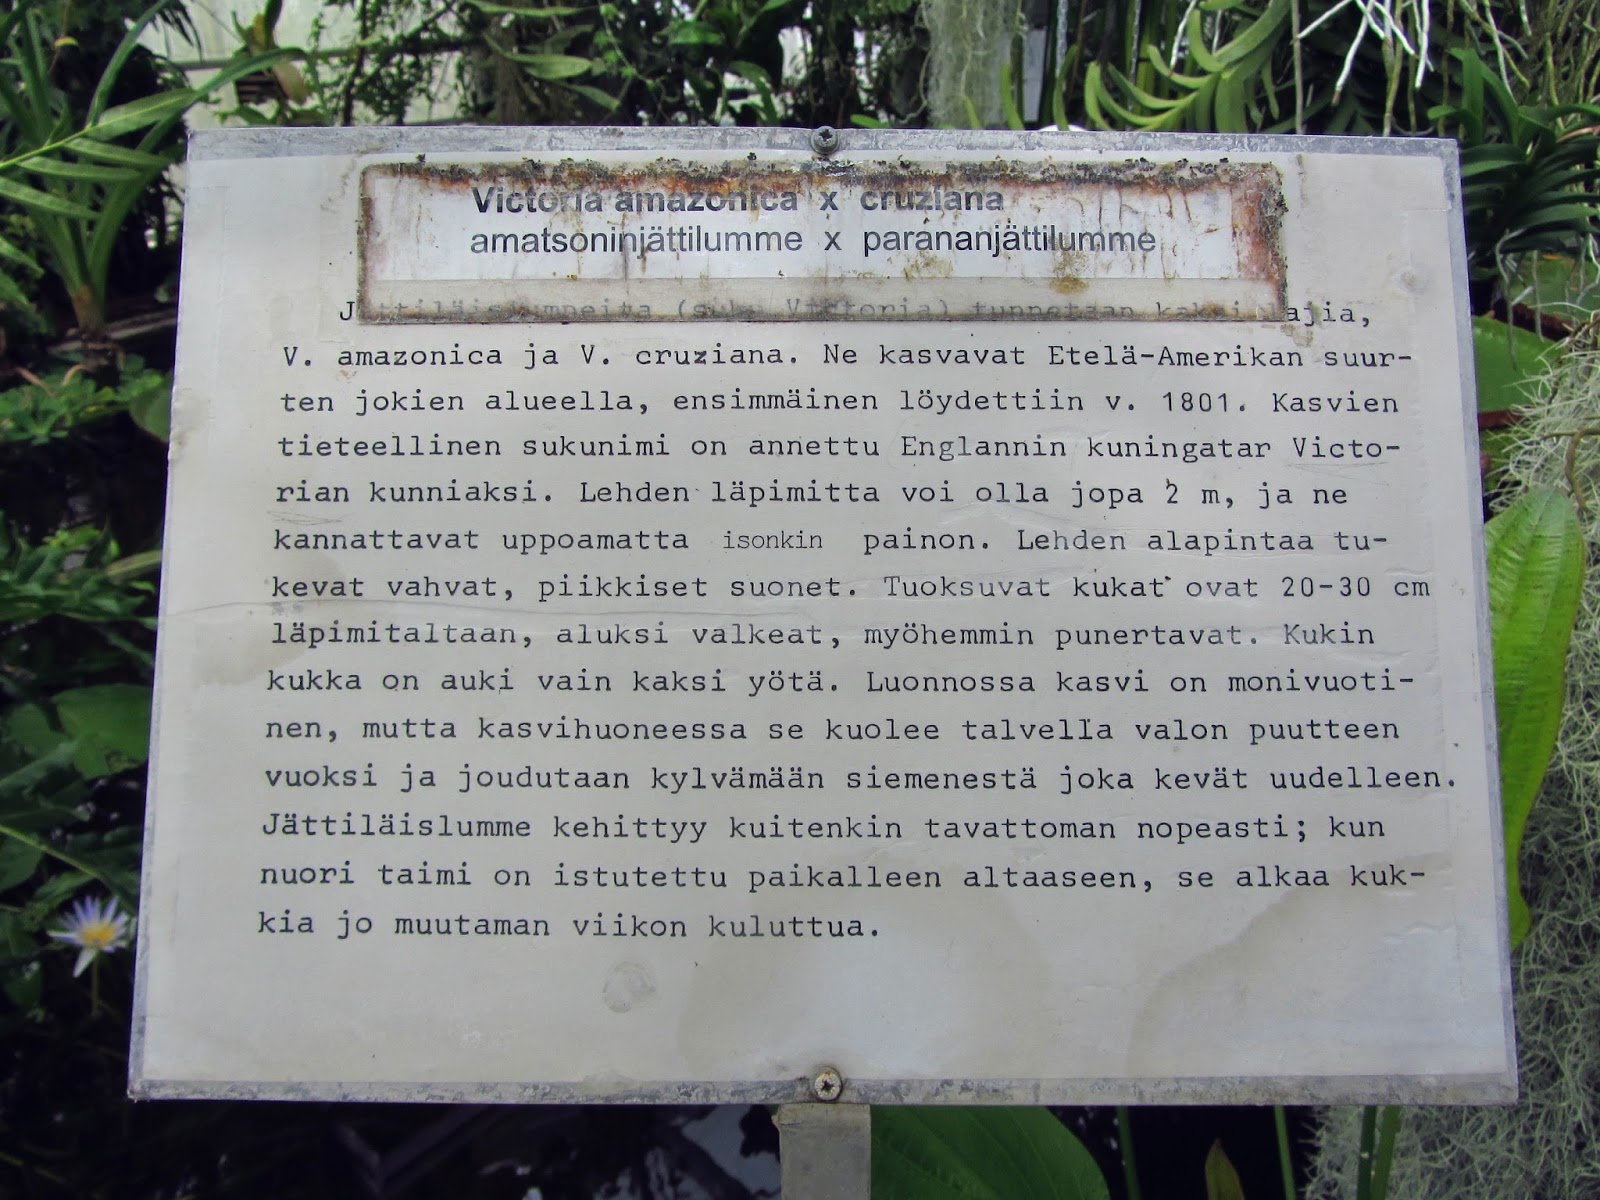 Victoria amazonica x cruziana
amatsoninjättilumme x parananjättilumme
Jättiläislumpeita (suku Victoria) tunnetaan kaksi lajia,
V. amazonica ja V. cruziana. Ne kasvavat Etelä-Amerikan suur-
ten jokien alueella, ensimmäinen löydettiin v. 1801. Kasvien
tieteellinen sukunimi on annettu Englannin kuningatar Victo-
rian kunniaksi. Lehden läpimitta voi olla jopa 2 m, ja ne
kannattavat uppoamatta isonkin painon. Lehden alapintaa tu-
kevat vahvat, piikkiset suonet. Tuoksuvat kukat ovat 20-30 cm
läpimitaltaan, aluksi valkeat, myöhemmin punertavat. Kukin
kukka on auki vain kaksi yötä. Luonnossa kasvi on monivuoti-
nen, mutta kasvihuoneessa se kuolee talvella valon puutteen
vuoksi ja joudutaan kylvämään siemenestä joka kevät uudelleen.
Jättiläislumme kehittyy kuitenkin tavattoman nopeasti; kun
nuori taimi on istutettu paikalleen altaaseen, se alkaa kuk-
kia jo muutaman viikon kuluttua.